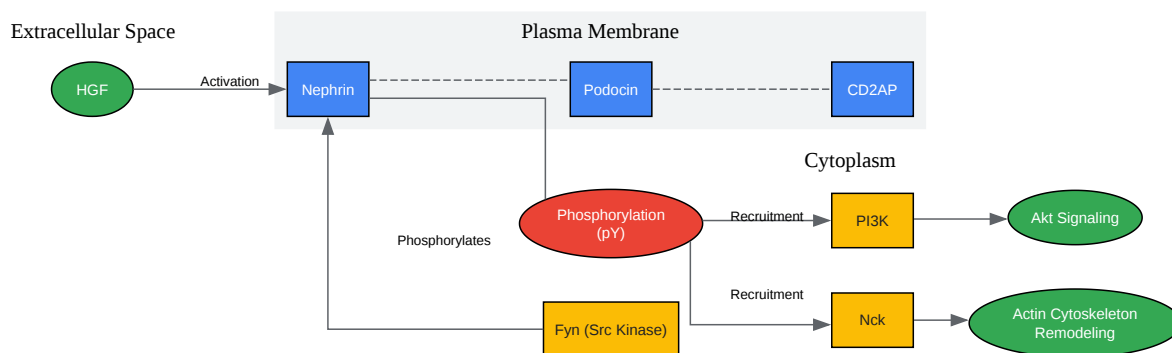 Extracellular Space
Plasma Membrane
HGF
Activation
Nephrin
Podocin
CD2AP
Cytoplasm
Phosphorylation
(pY)
Recruitment
PI3K
Akt Signaling
Phosphorylates
Recruitment
Fyn (Src Kinase)
Nck
Actin Cytoskeleton
Remodeling